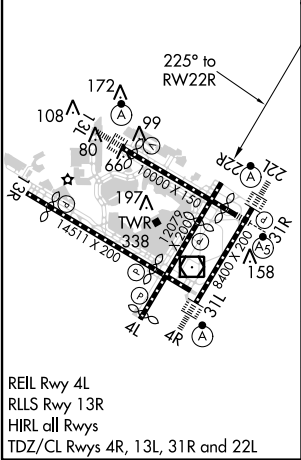 225° to
RW22R
172
A
108
13L
99
80
66
P
22R
22L
A
10000 X 150
197
TWR
338
12079 X 200
13R
P
P
31R
A5
158
14511 X 200
8400 X 200
P
P
31L
4L
4R
A
REIL Rwy 4L
RLLS Rwy 13R
HIRL all Rwys
TDZ/CL Rwys 4R, 13L, 31R and 22L